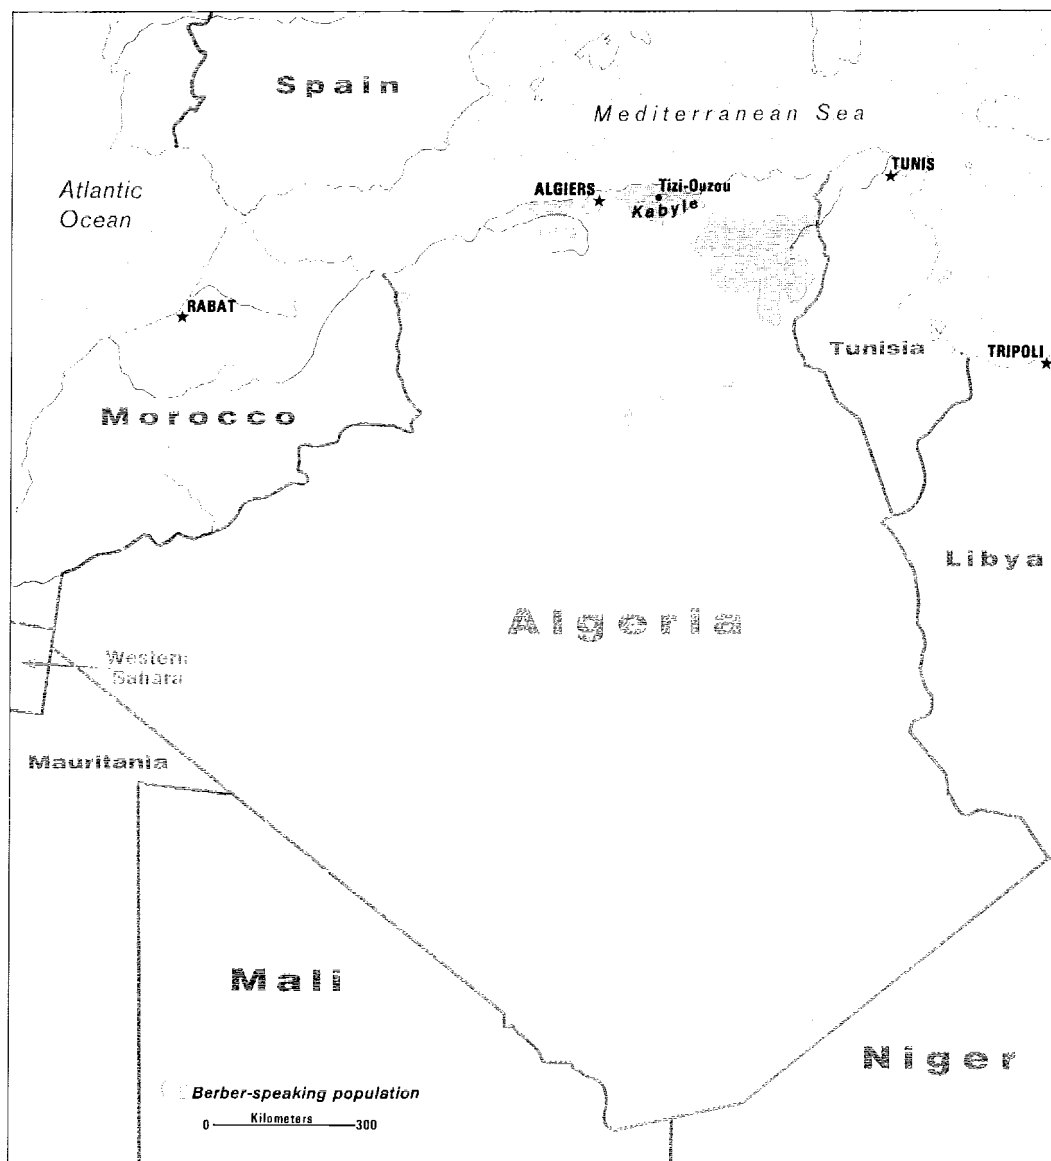 Spain
Mediterranean Sea
Atlantic
Ocean
TUNIS
ALGIERS
Tizi-Ouzou
Kabyle
RABAT
Tunisia
TRIPOLI
Morocco
Libya
Algeria
Western
Sahara
Mauritania
Mali
Niger
Berber-speaking population
Kilometers
0 300